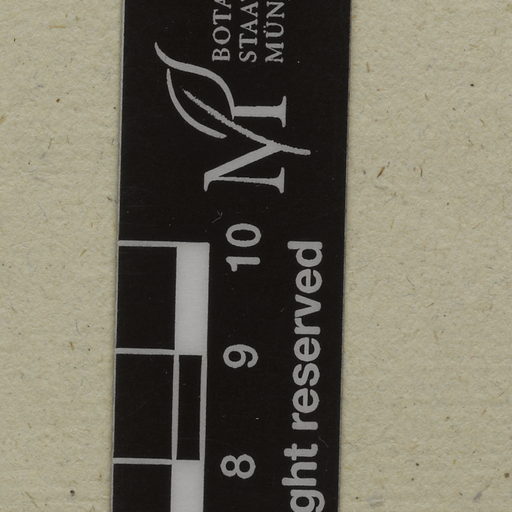 BOTA
STAA
MÜN
M
8 9 10
ght reserved